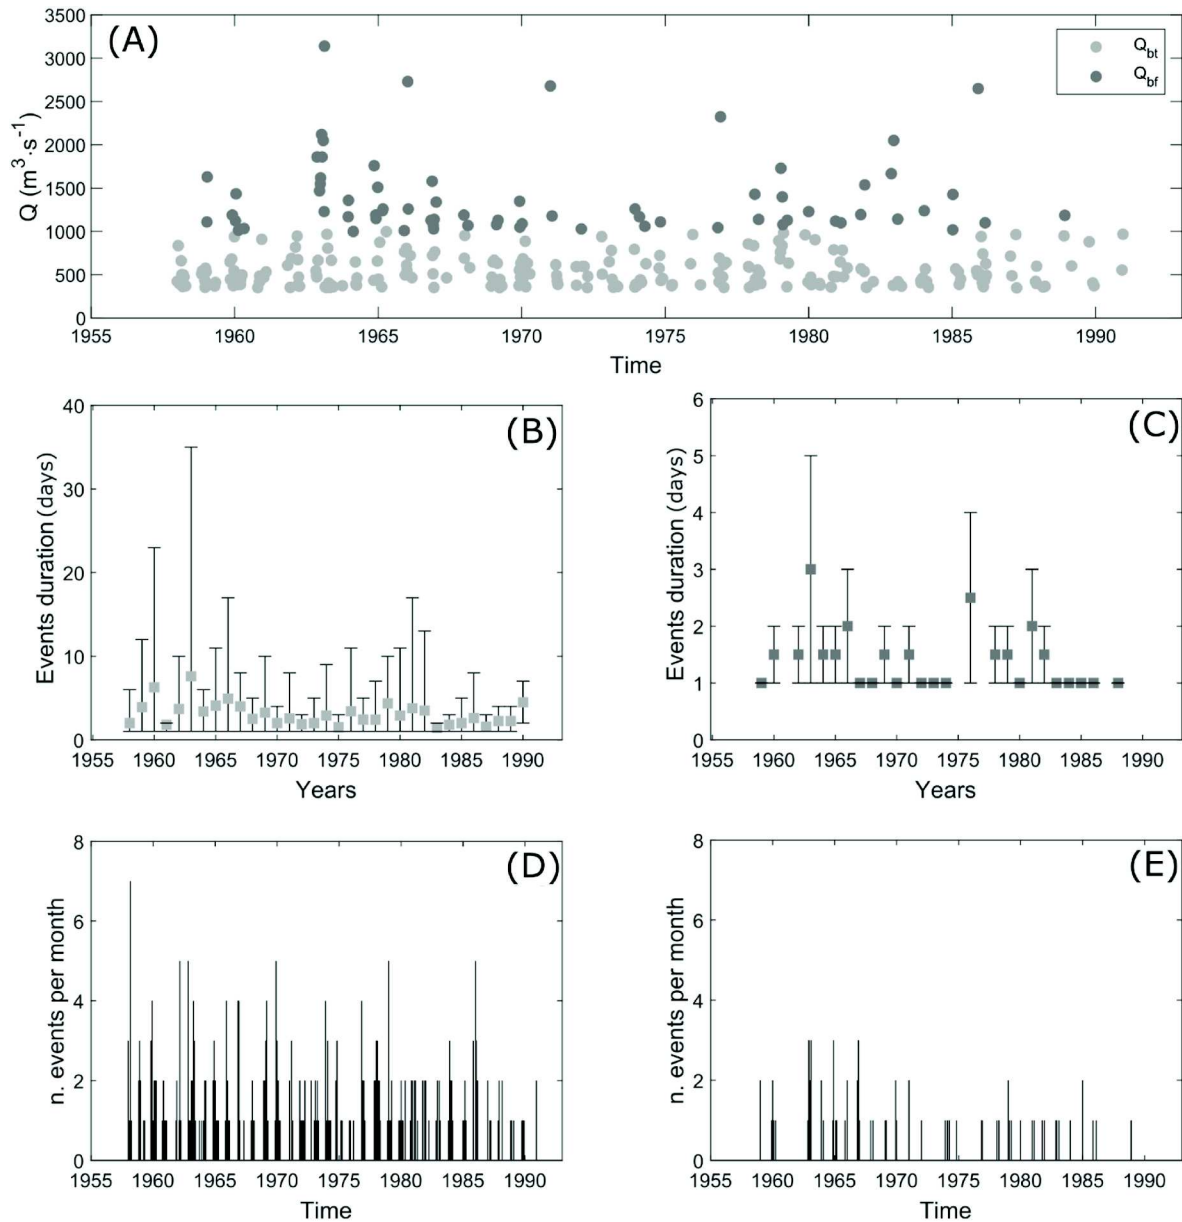 (A)
Q (m³·s⁻¹)
3500
3000
2500
2000
1500
1000
500
0
Q_bt
Q_bf
1955 1960 1965 1970 1975 1980 1985 1990
Time
(B)
Events duration (days)
40
30
20
10
0
1955 1960 1965 1970 1975 1980 1985 1990
Years
(C)
Events duration (days)
6
5
4
3
2
1
0
1955 1960 1965 1970 1975 1980 1985 1990
Years
(D)
n. events per month
8
6
4
2
0
1955 1960 1965 1970 1975 1980 1985 1990
Time
(E)
n. events per month
8
6
4
2
0
1955 1960 1965 1970 1975 1980 1985 1990
Time